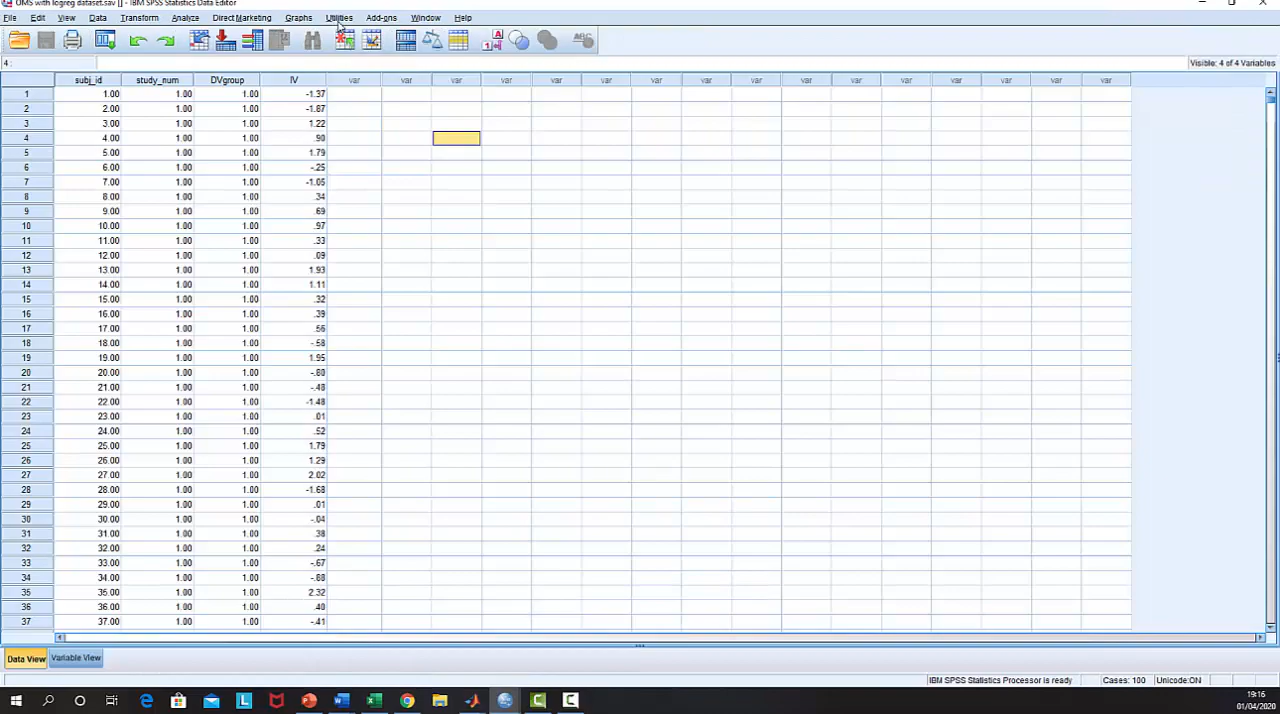 OMS with logreg dataset.sav [] - IBM SPSS Statistics Data Editor
File Edit View Data Transform Analyze Direct Marketing Graphs Utilities Add-ons Window Help
4 :
Visible: 4 of 4 Variables
subj_id study_num DVgroup IV var var var var var var var var var var var var var var var var
1 1.00 1.00 1.00 -1.37
2 2.00 1.00 1.00 -1.87
3 3.00 1.00 1.00 1.22
4 4.00 1.00 1.00 .90
5 5.00 1.00 1.00 1.79
6 6.00 1.00 1.00 -.25
7 7.00 1.00 1.00 -1.05
8 8.00 1.00 1.00 .34
9 9.00 1.00 1.00 .69
10 10.00 1.00 1.00 .97
11 11.00 1.00 1.00 .33
12 12.00 1.00 1.00 .09
13 13.00 1.00 1.00 1.93
14 14.00 1.00 1.00 1.11
15 15.00 1.00 1.00 .32
16 16.00 1.00 1.00 .39
17 17.00 1.00 1.00 .56
18 18.00 1.00 1.00 -.58
19 19.00 1.00 1.00 1.95
20 20.00 1.00 1.00 -.80
21 21.00 1.00 1.00 -.48
22 22.00 1.00 1.00 -1.48
23 23.00 1.00 1.00 .01
24 24.00 1.00 1.00 .52
25 25.00 1.00 1.00 1.79
26 26.00 1.00 1.00 1.29
27 27.00 1.00 1.00 2.02
28 28.00 1.00 1.00 -1.68
29 29.00 1.00 1.00 .01
30 30.00 1.00 1.00 -.04
31 31.00 1.00 1.00 .38
32 32.00 1.00 1.00 .24
33 33.00 1.00 1.00 -.67
34 34.00 1.00 1.00 -.88
35 35.00 1.00 1.00 2.32
36 36.00 1.00 1.00 .40
37 37.00 1.00 1.00 -.41
Data View Variable View
IBM SPSS Statistics Processor is ready Cases: 100 Unicode:ON
19:16
01/04/2020